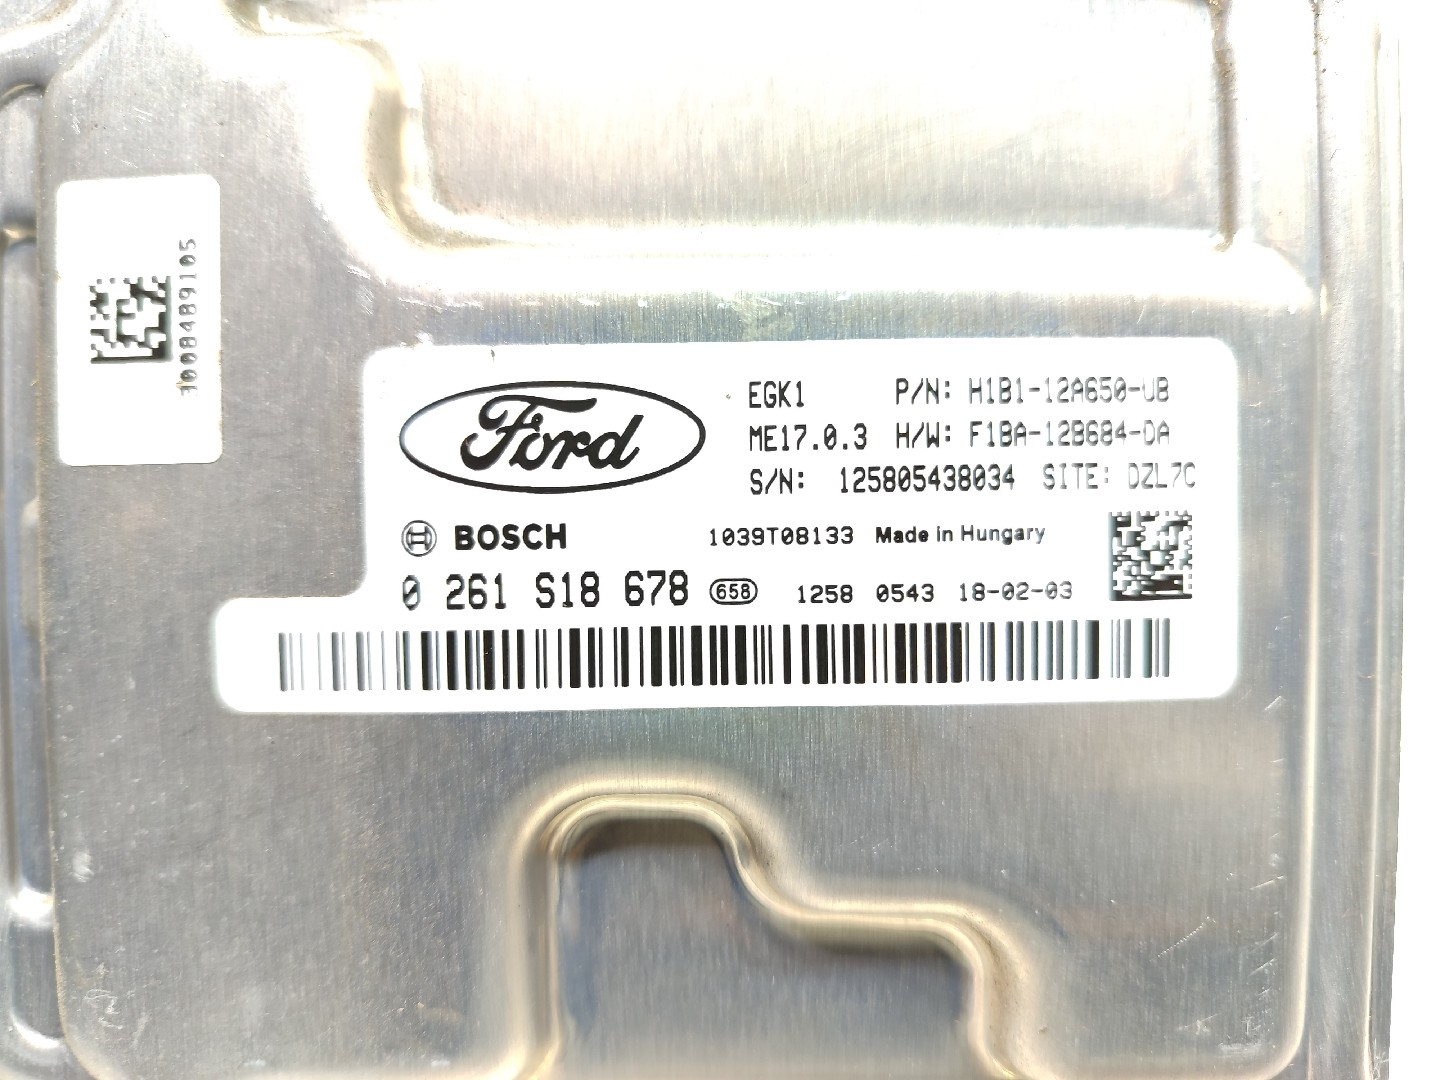 3008489105
Ford
EGK1 P/N: H1B1-12A650-UB
ME17.0.3 H/W: F1BA-12B684-DA
S/N: 125805438034 SITE: DZL7C
BOSCH 1039T08133 Made in Hungary
0 261 S18 678 658 1258 0543 18-02-03